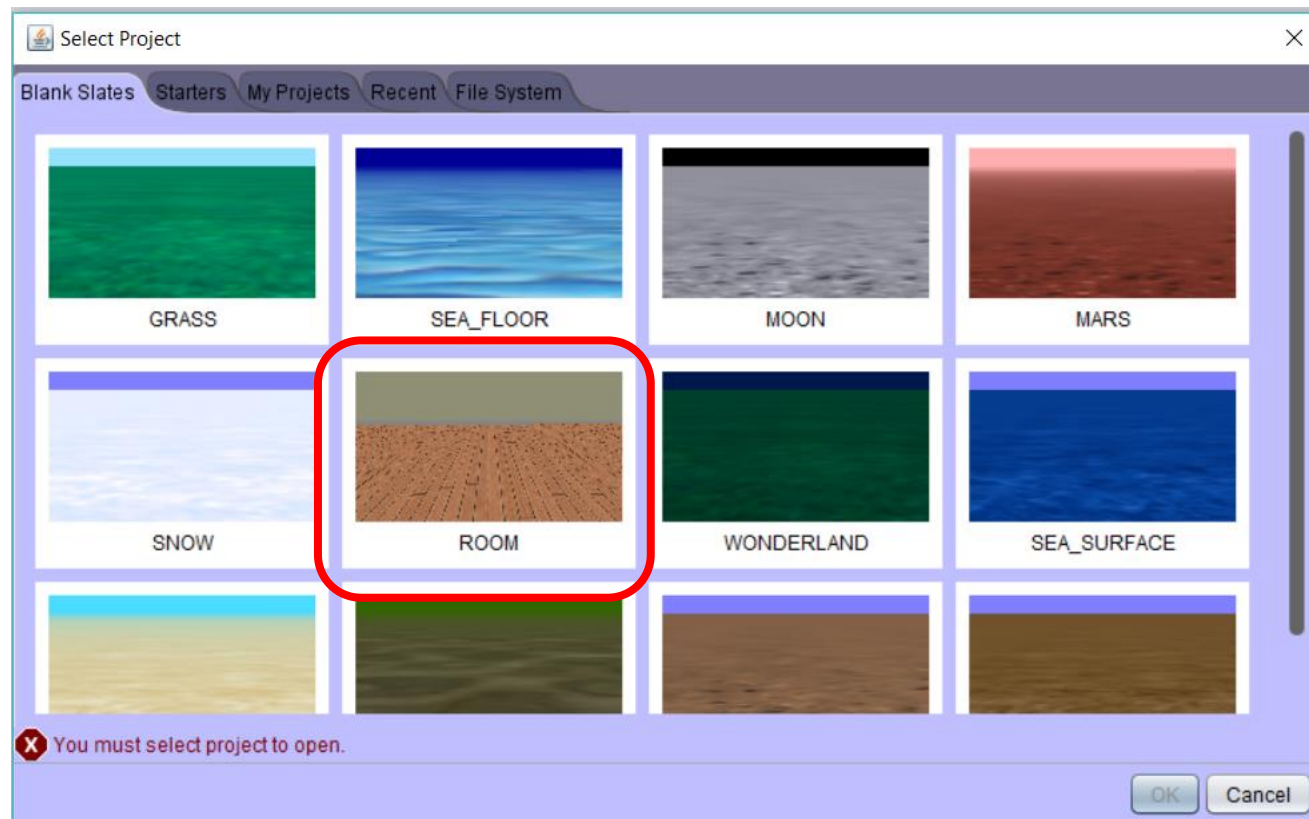 Select Project
Blank Slates Starters My Projects Recent File System
GRASS SEA_FLOOR MOON MARS
SNOW ROOM WONDERLAND SEA_SURFACE
X You must select project to open.
OK Cancel